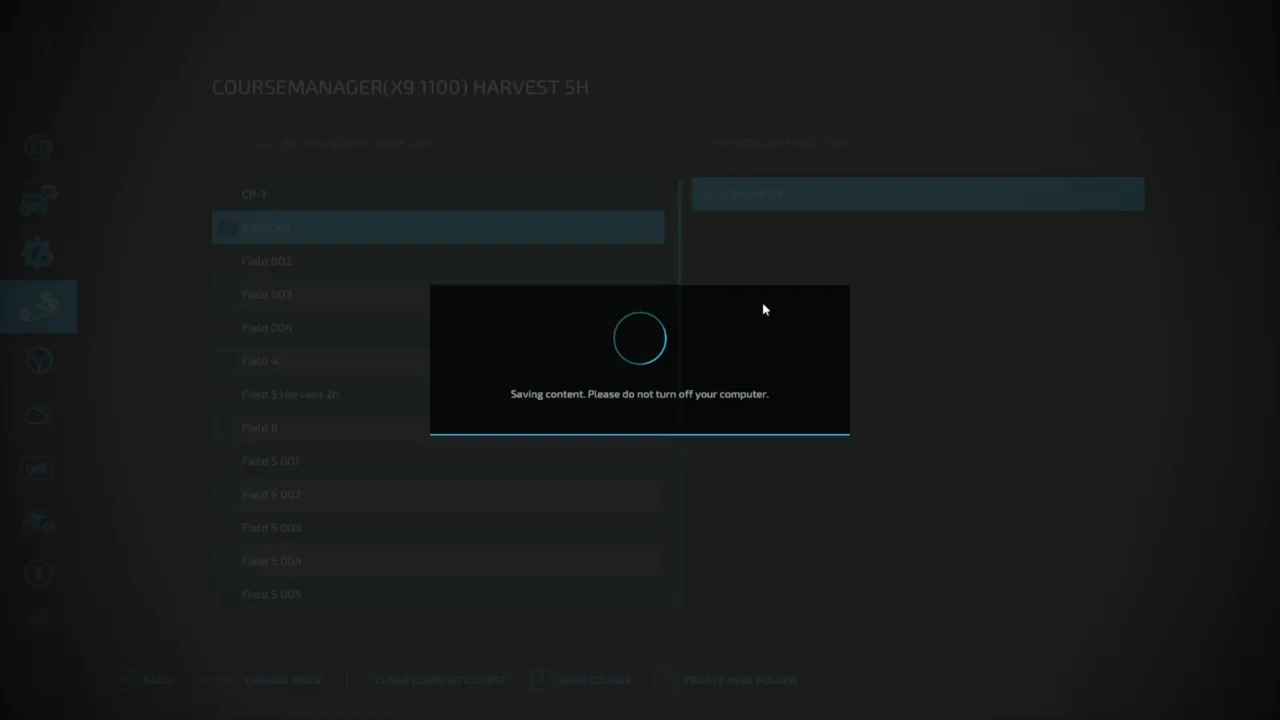 COURSEMANAGER(X9 1100) HARVEST 5H
CP-1
Field 001
Field 002
Field 003
Field 004
Field 4
Field 5 Harvest 2h
Field 8
Field 5 001
Field 5 002
Field 5 003
Field 5 004
Field 5 005
Saving content. Please do not turn off your computer.
BACK
CHANGE MODE
CLEAR CURRENT COURSE
SAVE COURSE
CREATE NEW FOLDER